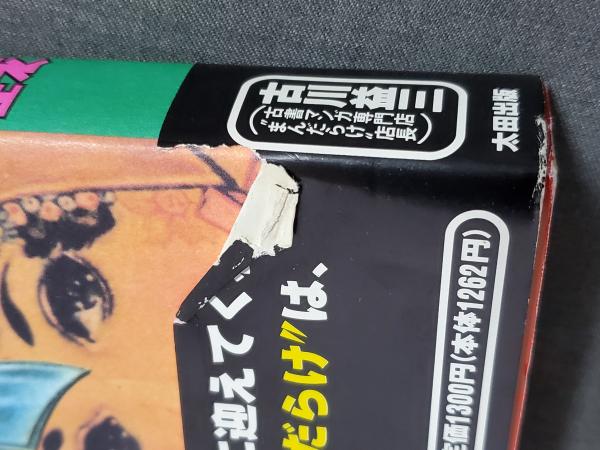 古川益三
(古書マンガ専門店
"まんだらけ"店長)
太田出版
迎えてく
だらけ"は、
定価1300円(本体1262円)